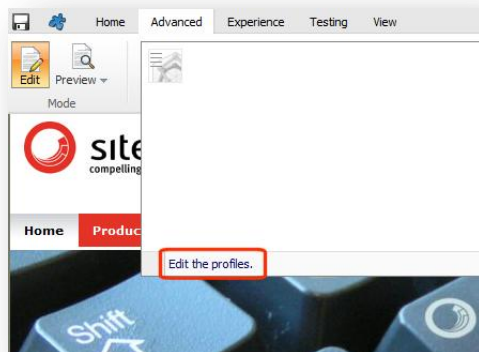 Home Advanced Experience Testing View
Edit Preview
Mode
site
compelling
Home Produc
Edit the profiles.
Shift